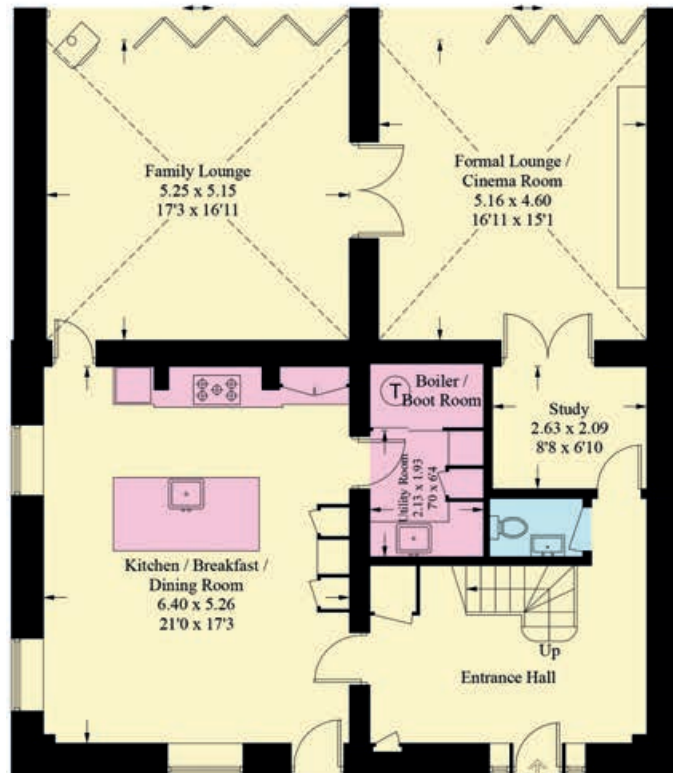 Family Lounge
5.25 x 5.15
17'3 x 16'11
Formal Lounge /
Cinema Room
5.16 x 4.60
16'11 x 15'1
T
Boiler /
Boot Room
Study
2.63 x 2.09
8'8 x 6'10
Utility Room
2.13 x 1.93
7'0 x 6'4
Kitchen / Breakfast /
Dining Room
6.40 x 5.26
21'0 x 17'3
Up
Entrance Hall